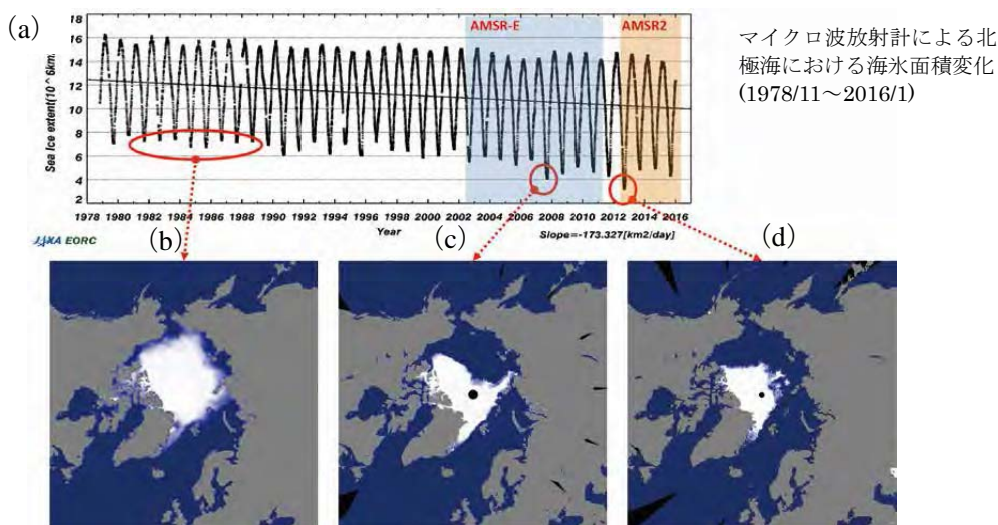 (a)
AMSR-E
AMSR2
マイクロ波放射計による北
極海における海氷面積変化
(1978/11~2016/1)
Sea Ice extent(10^6km.
18
16
14
12
10
8
6
4
2
1978 1980 1982 1984 1986 1988 1990 1992 1994 1996 1998 2000 2002 2004 2006 2008 2010 2012 2014 2016
Year
Slope=-173.327[km2/day]
JAXA EORC
(b)
(c)
(d)